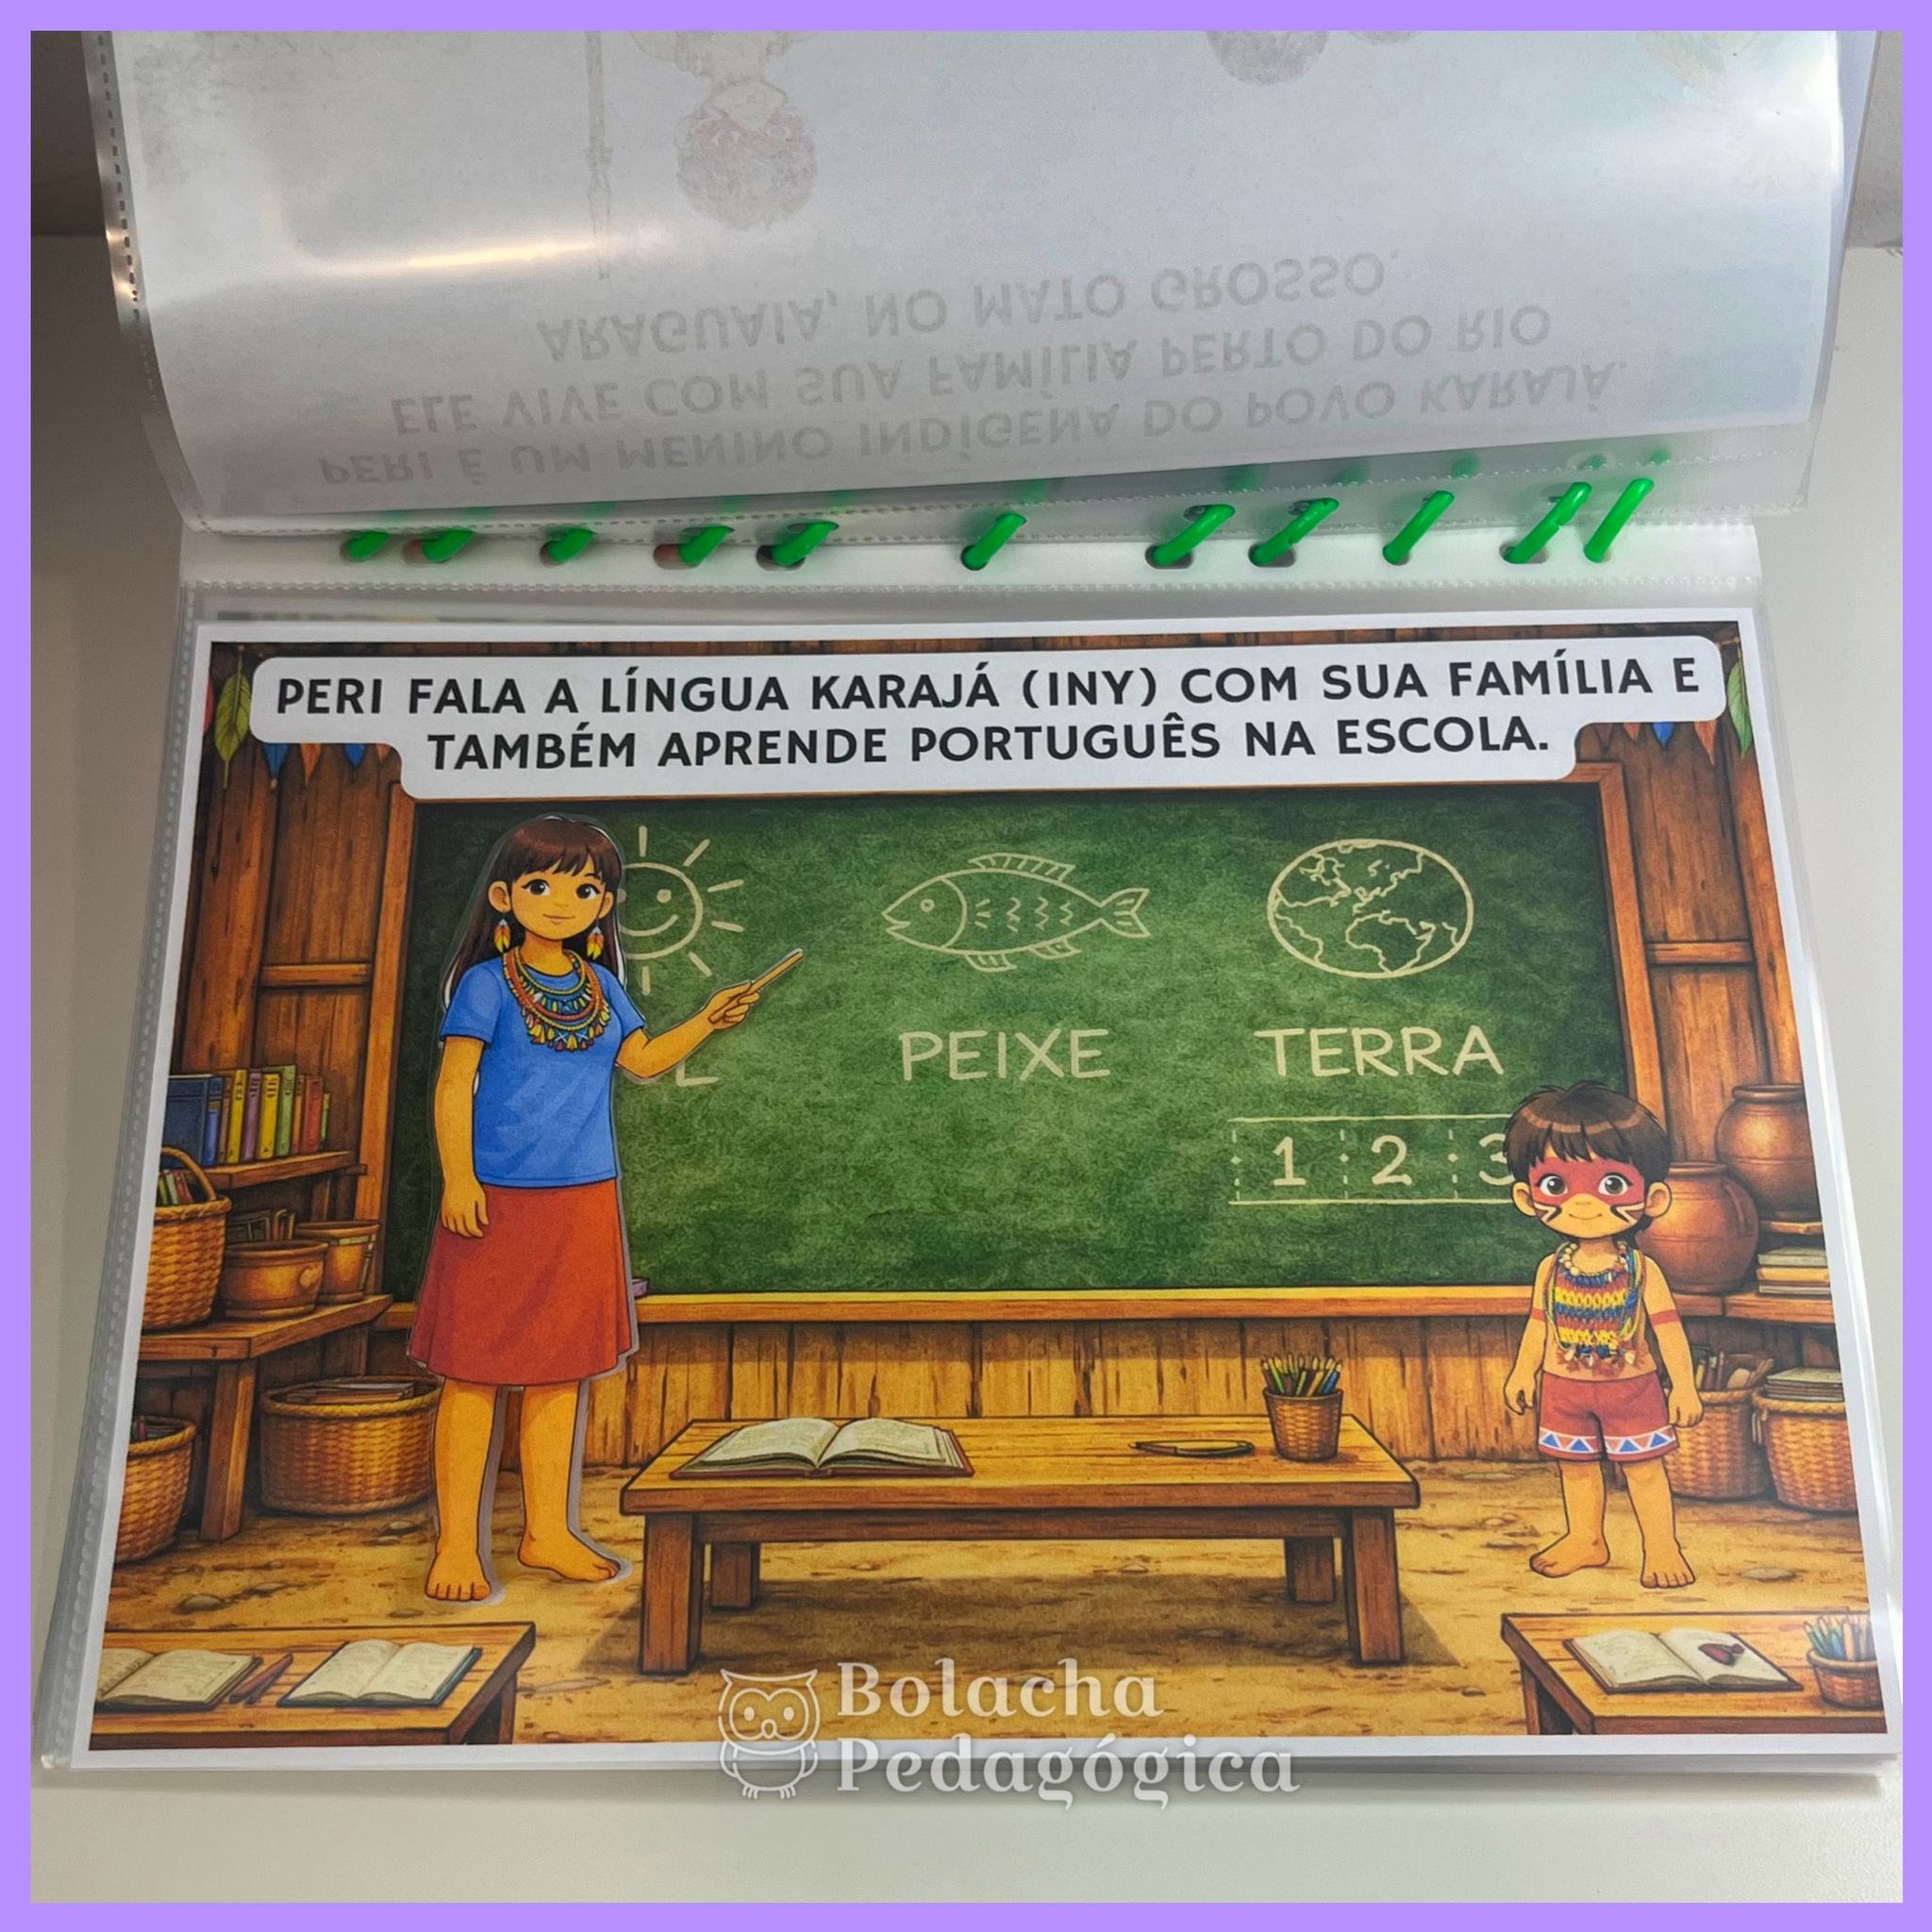 PERI É UM MENINO INDÍGENA DO POVO KARAJÁ.
ELE VIVE COM SUA FAMÍLIA PERTO DO RIO
ARAGUAIA, NO MATO GROSSO.
PERI FALA A LÍNGUA KARAJÁ (INY) COM SUA FAMÍLIA E
TAMBÉM APRENDE PORTUGUÊS NA ESCOLA.
L PEIXE TERRA
1 2 3
Bolacha
Pedagógica